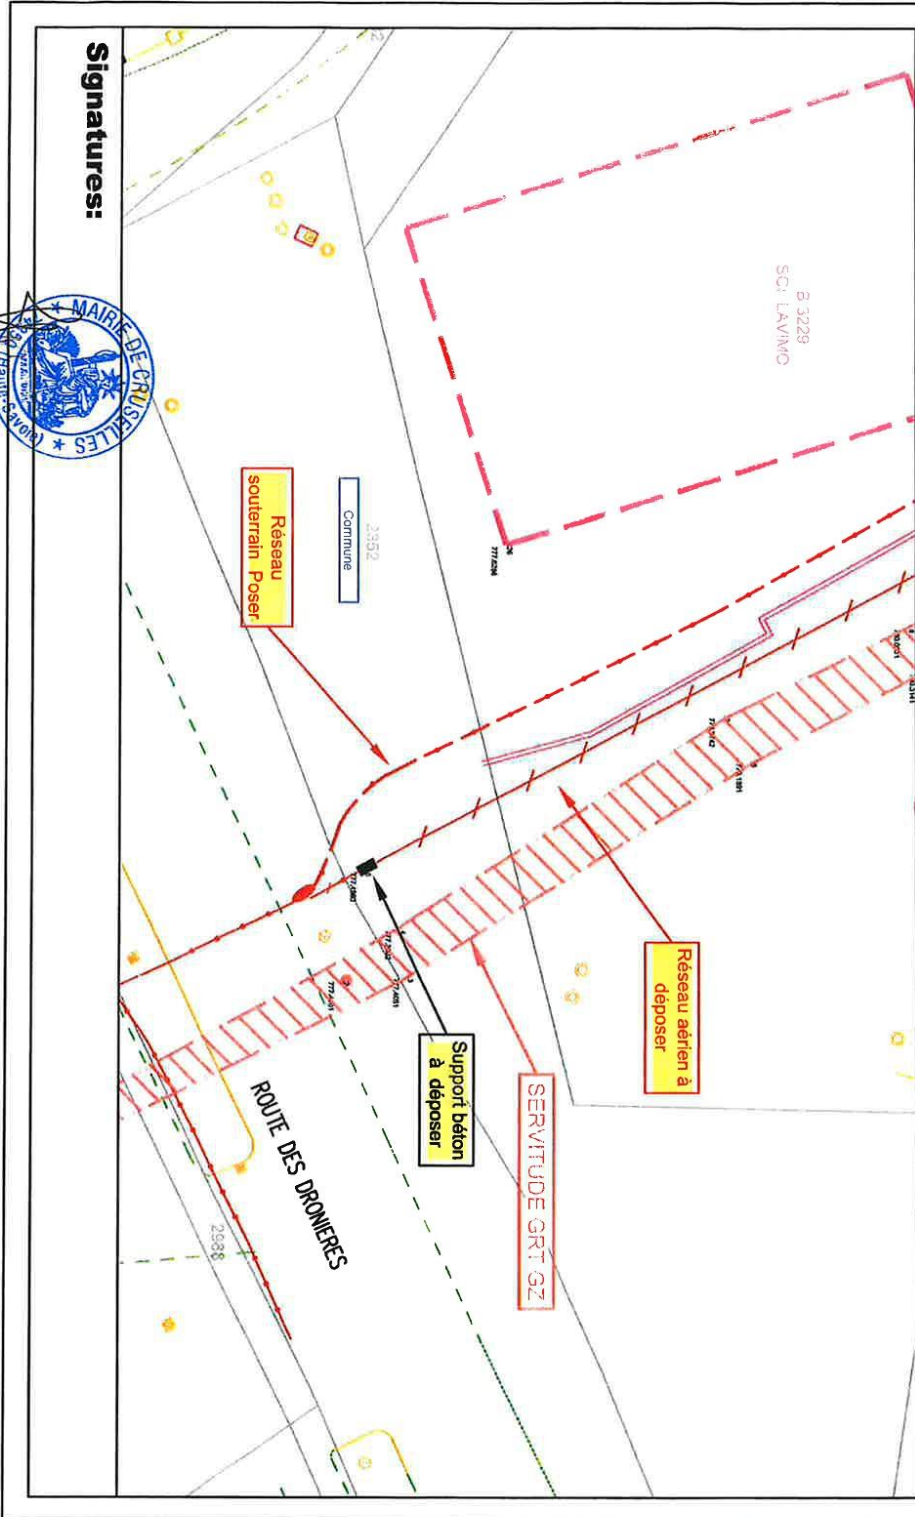 Signatures:
MAIRIE DE CRUSEILLES
B 3229
SCI LAVIMO
2352
Commune
Réseau
souterrain Poser
Réseau aérien à
déposer
Support béton
à déposer
SERVITUDE GRT GZ
ROUTE DES DRONIERES
2988